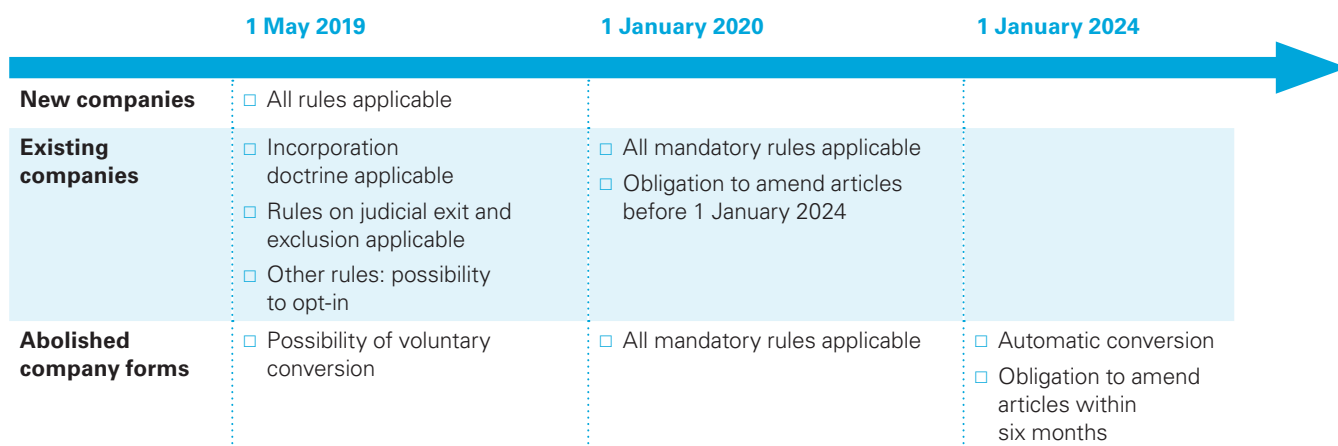 1 May 2019 1 January 2020 1 January 2024
New companies
All rules applicable
Existing
companies
Incorporation
doctrine applicable
Rules on judicial exit and
exclusion applicable
Other rules: possibility
to opt-in
All mandatory rules applicable
Obligation to amend articles
before 1 January 2024
Abolished
company forms
Possibility of voluntary
conversion
All mandatory rules applicable
Automatic conversion
Obligation to amend
articles within
six months